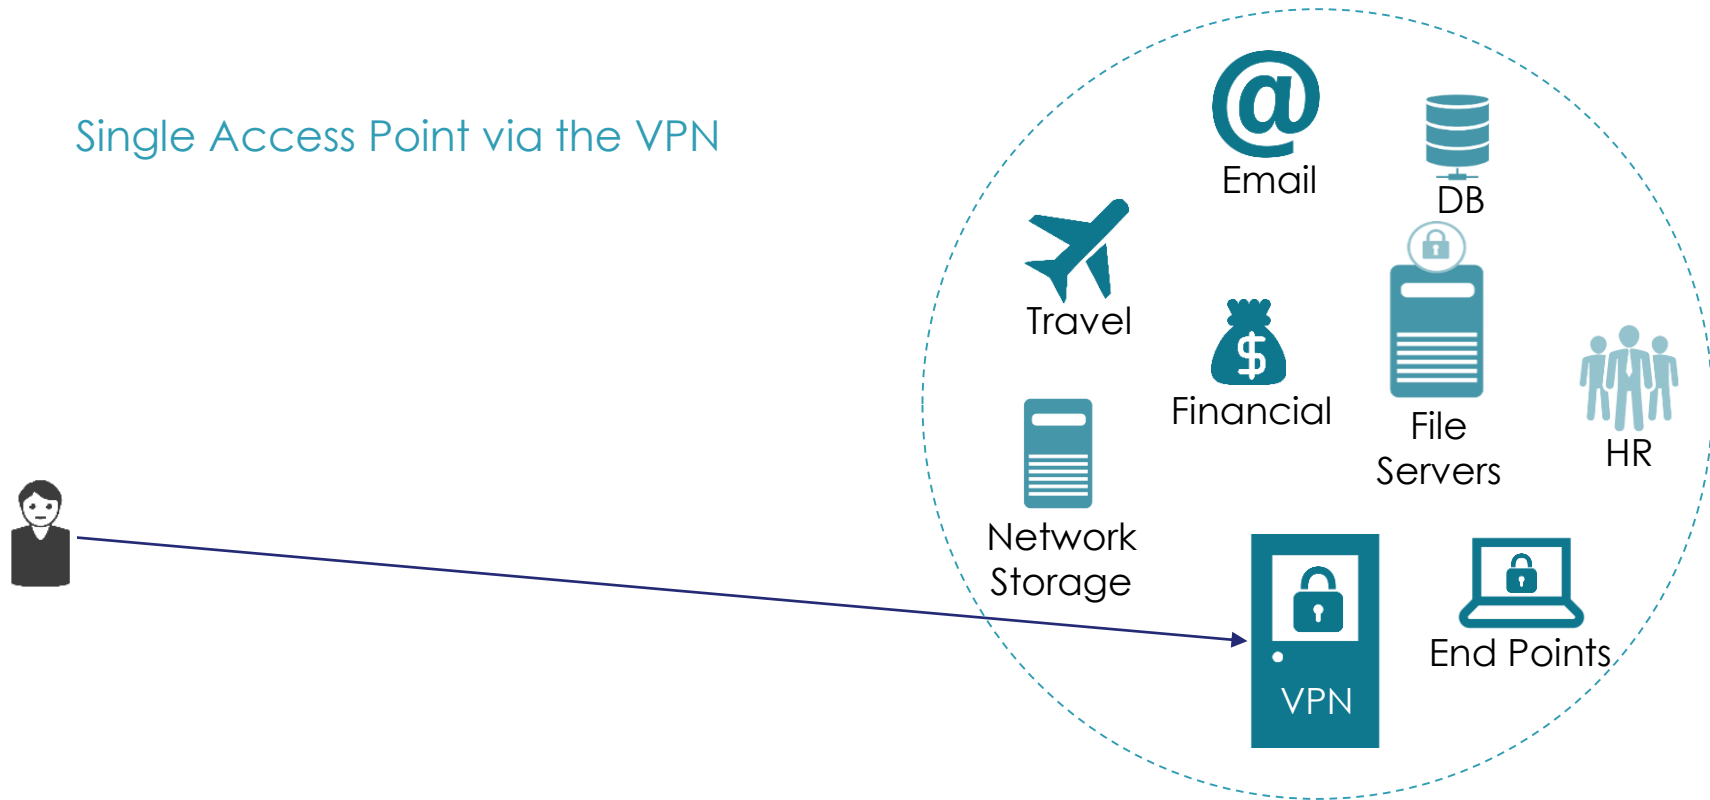 Single Access Point via the VPN
@
Email
DB
Travel
$
Financial
File
Servers
HR
Network
Storage
End Points
VPN